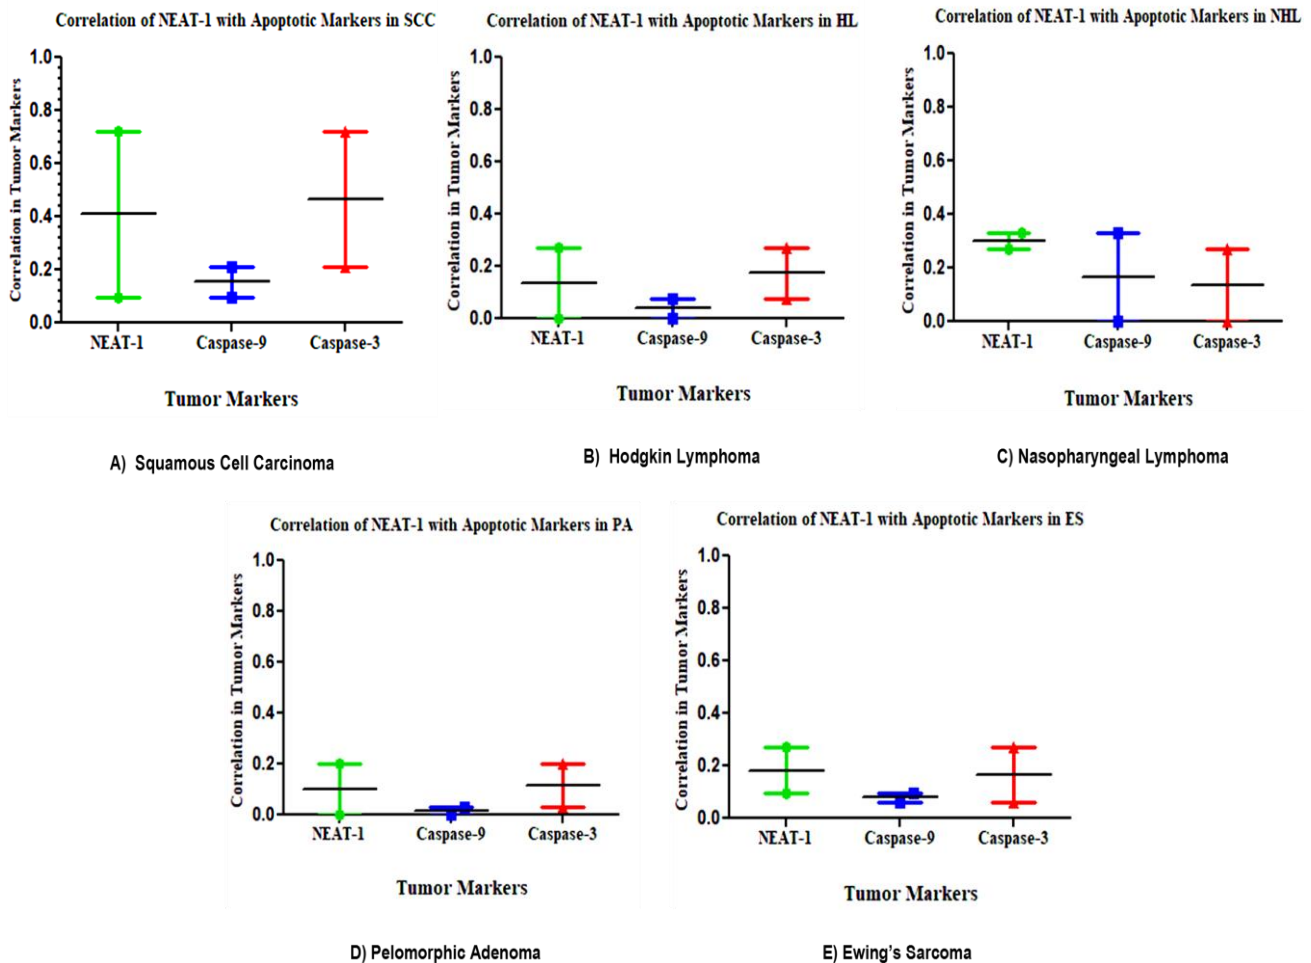 Correlation of NEAT-1 with Apoptotic Markers in SCC
Correlation in Tumor Markers
1.0
0.8
0.6
0.4
0.2
0.0
NEAT-1 Caspase-9 Caspase-3
Tumor Markers
A) Squamous Cell Carcinoma
Correlation of NEAT-1 with Apoptotic Markers in HL
Correlation in Tumor Markers
1.0
0.8
0.6
0.4
0.2
0.0
NEAT-1 Caspase-9 Caspase-3
Tumor Markers
B) Hodgkin Lymphoma
Correlation of NEAT-1 with Apoptotic Markers in NHL
Correlation in Tumor Markers
1.0
0.8
0.6
0.4
0.2
0.0
NEAT-1 Caspase-9 Caspase-3
Tumor Markers
C) Nasopharyngeal Lymphoma
Correlation of NEAT-1 with Apoptotic Markers in PA
Correlation in Tumor Markers
1.0
0.8
0.6
0.4
0.2
0.0
NEAT-1 Caspase-9 Caspase-3
Tumor Markers
D) Pelomorphic Adenoma
Correlation of NEAT-1 with Apoptotic Markers in ES
Correlation in Tumor Markers
1.0
0.8
0.6
0.4
0.2
0.0
NEAT-1 Caspase-9 Caspase-3
Tumor Markers
E) Ewing's Sarcoma